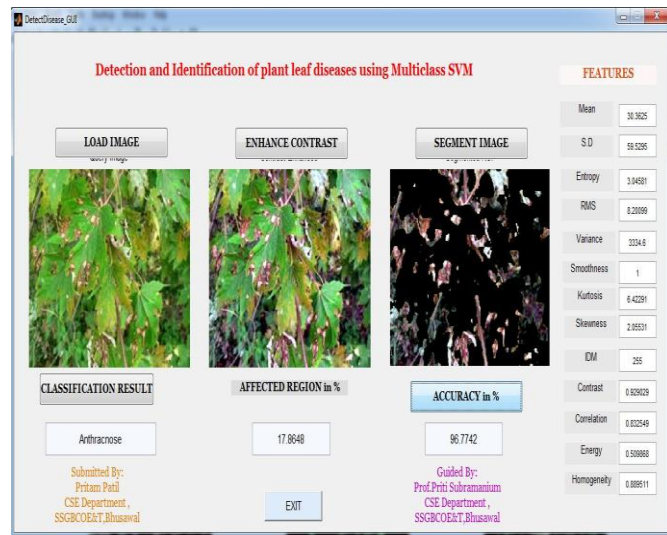 DetectDisease_GUI
Detection and Identification of plant leaf diseases using Multiclass SVM
FEATURES
LOAD IMAGE
ENHANCE CONTRAST
SEGMENT IMAGE
Query Image
Mean
30.3625
S.D
59.5295
Entropy
3.04581
RMS
8.20099
Variance
3334.6
Smoothness
1
Kurtosis
6.42291
Skewness
2.05531
IDM
255
Contrast
0.929029
Correlation
0.832549
Energy
0.509868
Homogeneity
0.889511
CLASSIFICATION RESULT
AFFECTED REGION in %
ACCURACY in %
Anthracnose
17.8648
96.7742
Submitted By:
Pritam Patil
CSE Department ,
SSGBCOE&T,Bhusawal
EXIT
Guided By:
Prof.Priti Subramanium
CSE Department ,
SSGBCOE&T,Bhusawal